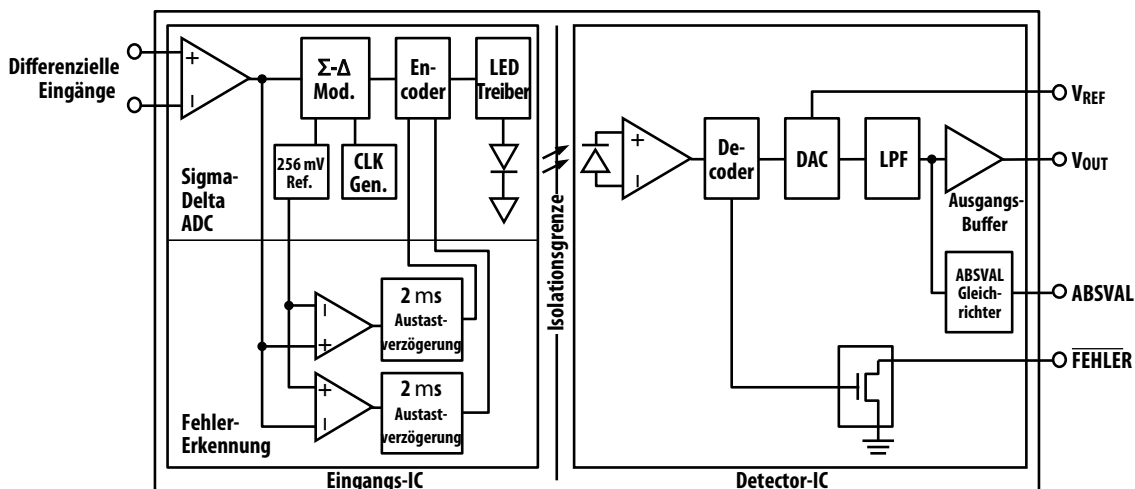 Differenzielle
Eingänge
+
I
Σ-Δ
Mod.
En-
coder
LED
Treiber
256 mV
Ref.
CLK
Gen.
Sigma-
Delta
ADC
I
+
2 ms
Austast-
verzögerung
+
I
2 ms
Austast-
verzögerung
Fehler-
Erkennung
Eingangs-IC
Isolationsgrenze
+
I
De-
coder
DAC
LPF
Ausgangs-
Buffer
ABSVAL
Gleich-
richter
VREF
VOUT
ABSVAL
FEHLER
Detector-IC